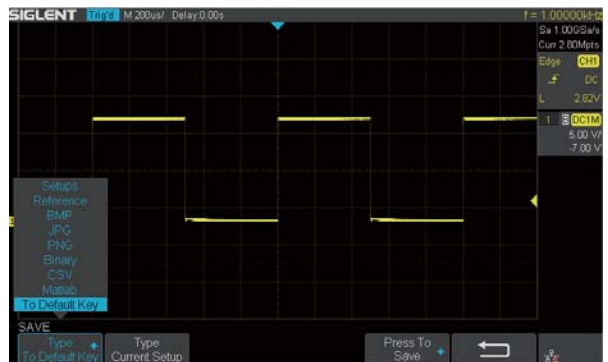 SIGLENT Trig'd M 200us/ Delay:0.00s f = 1.00000kHz
Sa 1.00GSa/s
Curr 2.80Mpts
Edge CH1
DC
L 2.82V
1 B DC1M
5.00 V/
-7.00 V
Setups
Reference
BMP
JPG
PNG
Binary
CSV
Matlab
To Default Key
SAVE
Type
To Default Key
Type
Current Setup
Press To
Save